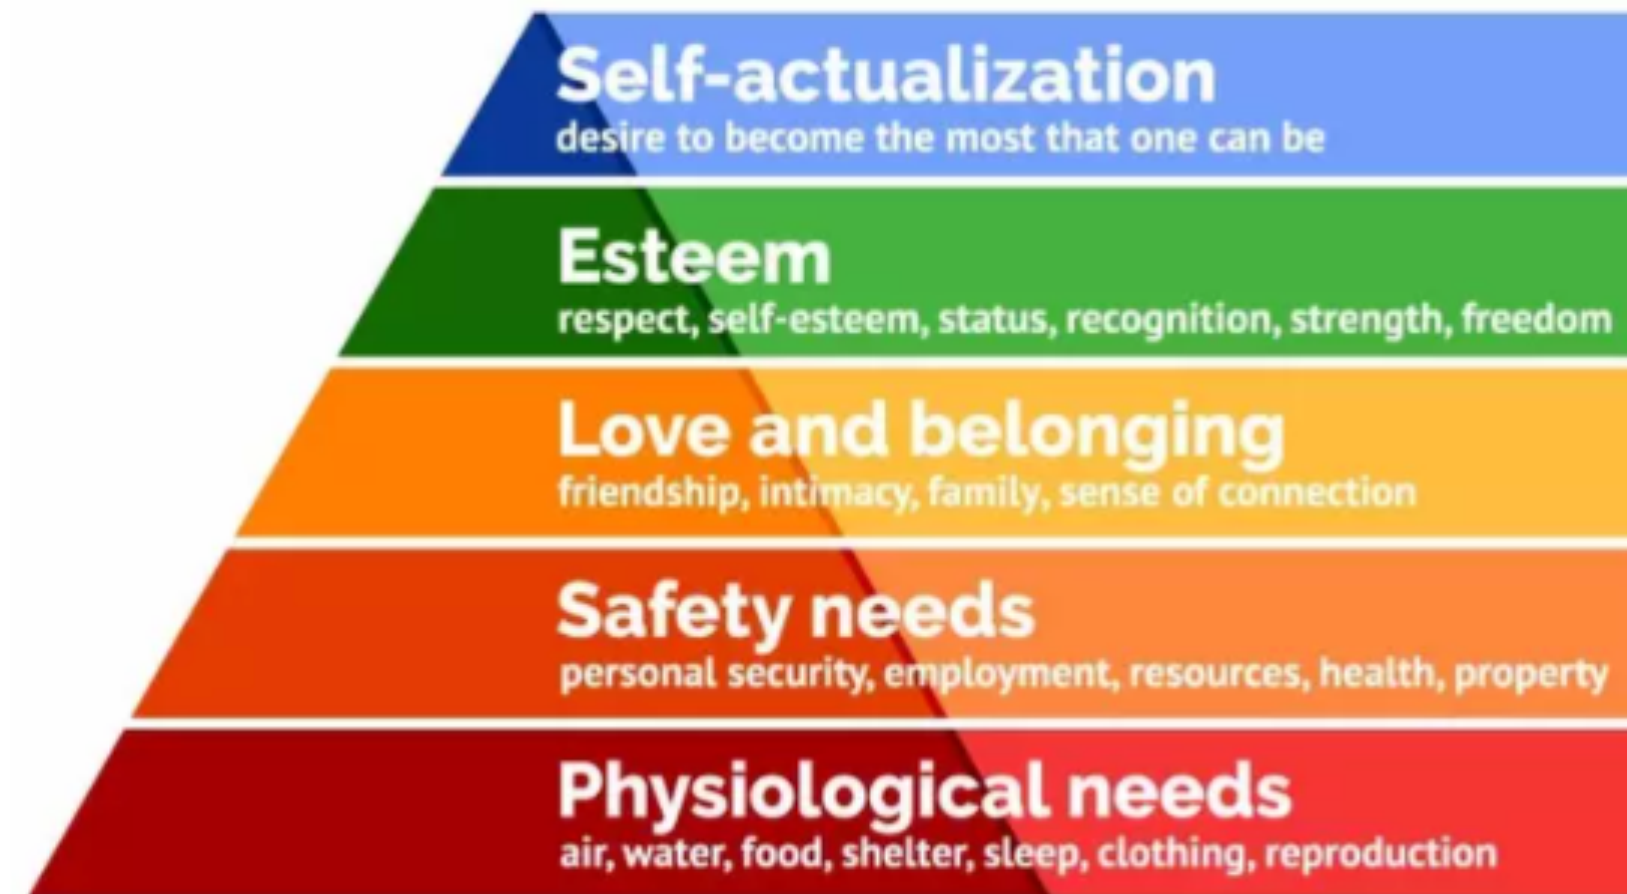 Self-actualization
desire to become the most that one can be
Esteem
respect, self-esteem, status, recognition, strength, freedom
Love and belonging
friendship, intimacy, family, sense of connection
Safety needs
personal security, employment, resources, health, property
Physiological needs
air, water, food, shelter, sleep, clothing, reproduction